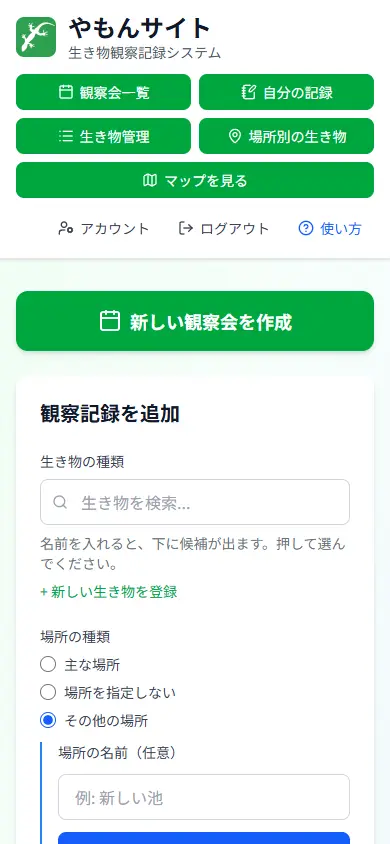 やもんサイト
生き物観察記録システム
観察会一覧
自分の記録
生き物管理
場所別の生き物
マップを見る
アカウント
ログアウト
使い方
新しい観察会を作成
観察記録を追加
生き物の種類
生き物を検索...
名前を入れると、下に候補が出ます。押して選ん
でください。
+ 新しい生き物を登録
場所の種類
主な場所
場所を指定しない
その他の場所
場所の名前（任意）
例: 新しい池